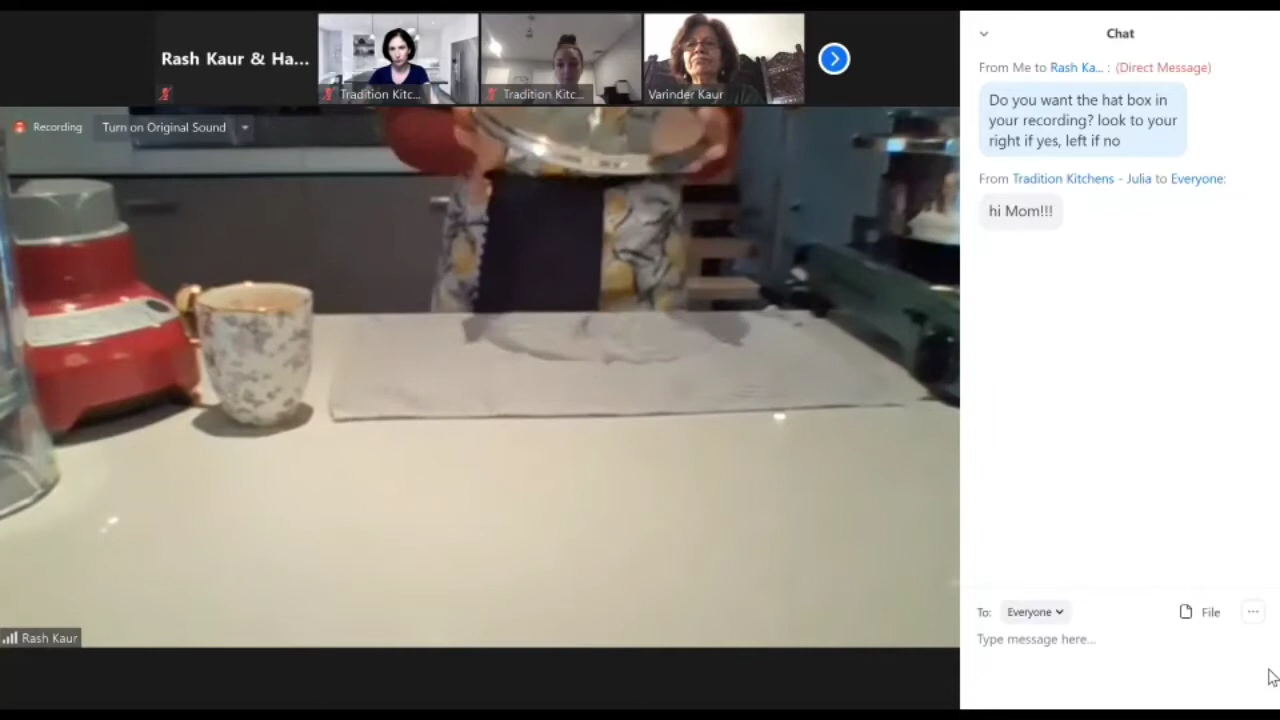 Rash Kaur & Ha...
Tradition Kitc...
Tradition Kitc...
Varinder Kaur
Recording
Turn on Original Sound
Rash Kaur
Chat
From Me to Rash Ka... : (Direct Message)
Do you want the hat box in
your recording? look to your
right if yes, left if no
From Tradition Kitchens - Julia to Everyone:
hi Mom!!!
To: Everyone
File
Type message here...